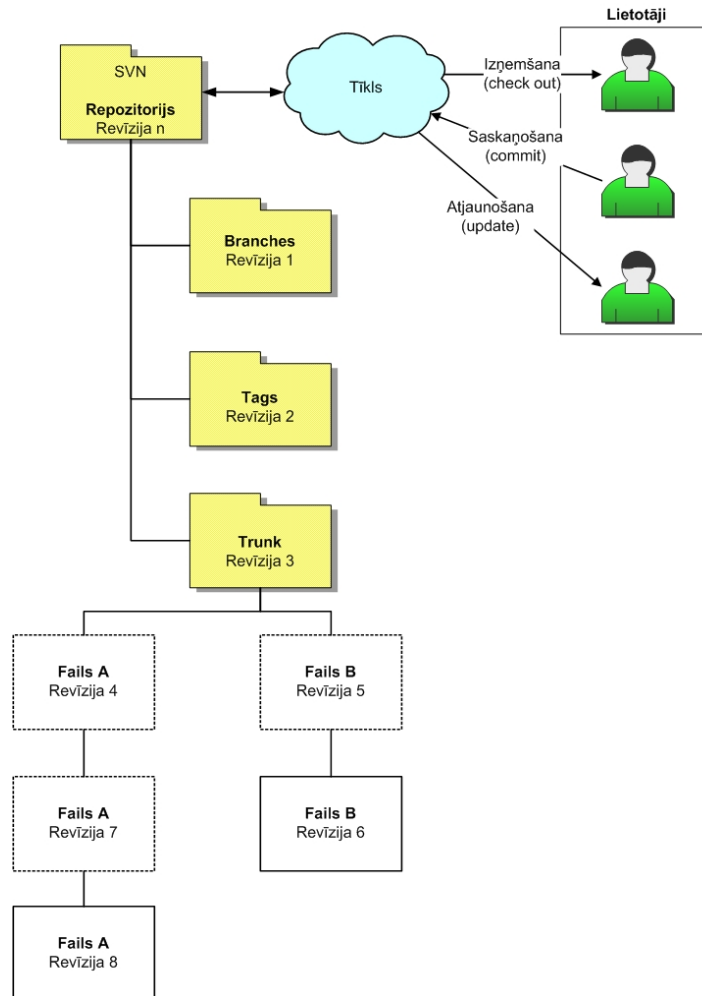 Lietotāji
SVN
Repozitorijs
Revīzija n
Tīkls
Izņemšana
(check out)
Saskaņošana
(commit)
Atjaunošana
(update)
Branches
Revīzija 1
Tags
Revīzija 2
Trunk
Revīzija 3
Fails A
Revīzija 4
Fails B
Revīzija 5
Fails A
Revīzija 7
Fails B
Revīzija 6
Fails A
Revīzija 8